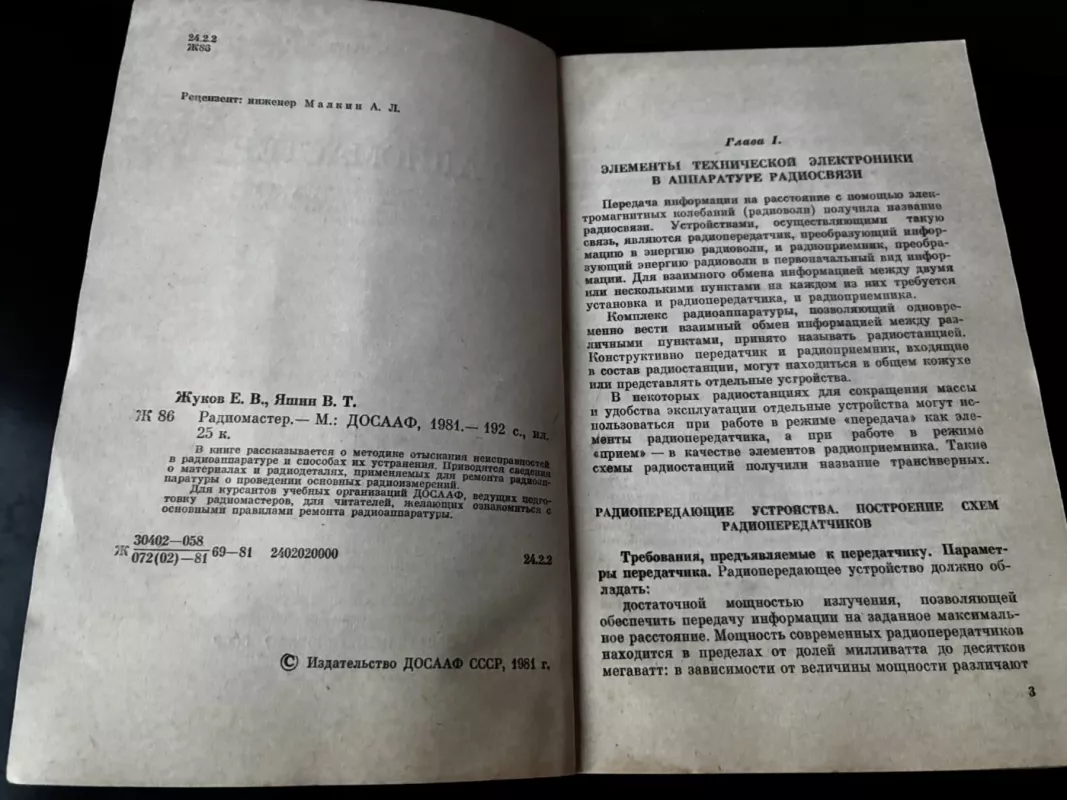 24.2.2
Ж86
Рецензент: инженер Малкин А. Л.
Жуков Е. В., Яшин В. Т.
Ж 86 Радиомастер.— М.: ДОСААФ, 1981.— 192 с., ил.
25 к.
В книге рассказывается о методике отыскания неисправностей
в радиоаппаратуре и способах их устранения. Приводятся сведения
о материалах и радиодеталях, применяемых для ремонта радиоап-
паратуры о проведении основных радиоизмерений.
Для курсантов учебных организаций ДОСААФ, ведущих подго-
товку радиомастеров, для читателей, желающих ознакомиться с
основными правилами ремонта радиоаппаратуры.
Ж 30402—058
072(02)—81 69—81 2402020000 24.2.2
© Издательство ДОСААФ СССР, 1981 г.
Глава I.
ЭЛЕМЕНТЫ ТЕХНИЧЕСКОЙ ЭЛЕКТРОНИКИ
В АППАРАТУРЕ РАДИОСВЯЗИ
Передача информации на расстояние с помощью элек-
тромагнитных колебаний (радиоволн) получила название
радиосвязи. Устройствами, осуществляющими такую
связь, являются радиопередатчик, преобразующий инфор-
мацию в энергию радиоволн, и радиоприемник, преобра-
зующий энергию радиоволн в первоначальный вид инфор-
мации. Для взаимного обмена информацией между двумя
или несколькими пунктами на каждом из них требуется
установка и радиопередатчика, и радиоприемника.
Комплекс радиоаппаратуры, позволяющий одновре-
менно вести взаимный обмен информацией между раз-
личными пунктами, принято называть радиостанцией.
Конструктивно передатчик и радиоприемник, входящие
в состав радиостанции, могут находиться в общем кожухе
или представлять отдельные устройства.
В некоторых радиостанциях для сокращения массы
и удобства эксплуатации отдельные устройства могут ис-
пользоваться при работе в режиме «передача» как эле-
менты радиопередатчика, а при работе в режиме
«прием» — в качестве элементов радиоприемника. Такие
схемы радиостанций получили название трансиверных.
РАДИОПЕРЕДАЮЩИЕ УСТРОЙСТВА. ПОСТРОЕНИЕ СХЕМ
РАДИОПЕРЕДАТЧИКОВ
Требования, предъявляемые к передатчику. Парамет-
ры передатчика. Радиопередающее устройство должно об-
ладать:
достаточной мощностью излучения, позволяющей
обеспечить передачу информации на заданное максималь-
ное расстояние. Мощность современных радиопередатчиков
находится в пределах от долей милливатта до десятков
мегаватт: в зависимости от величины мощности различают
3